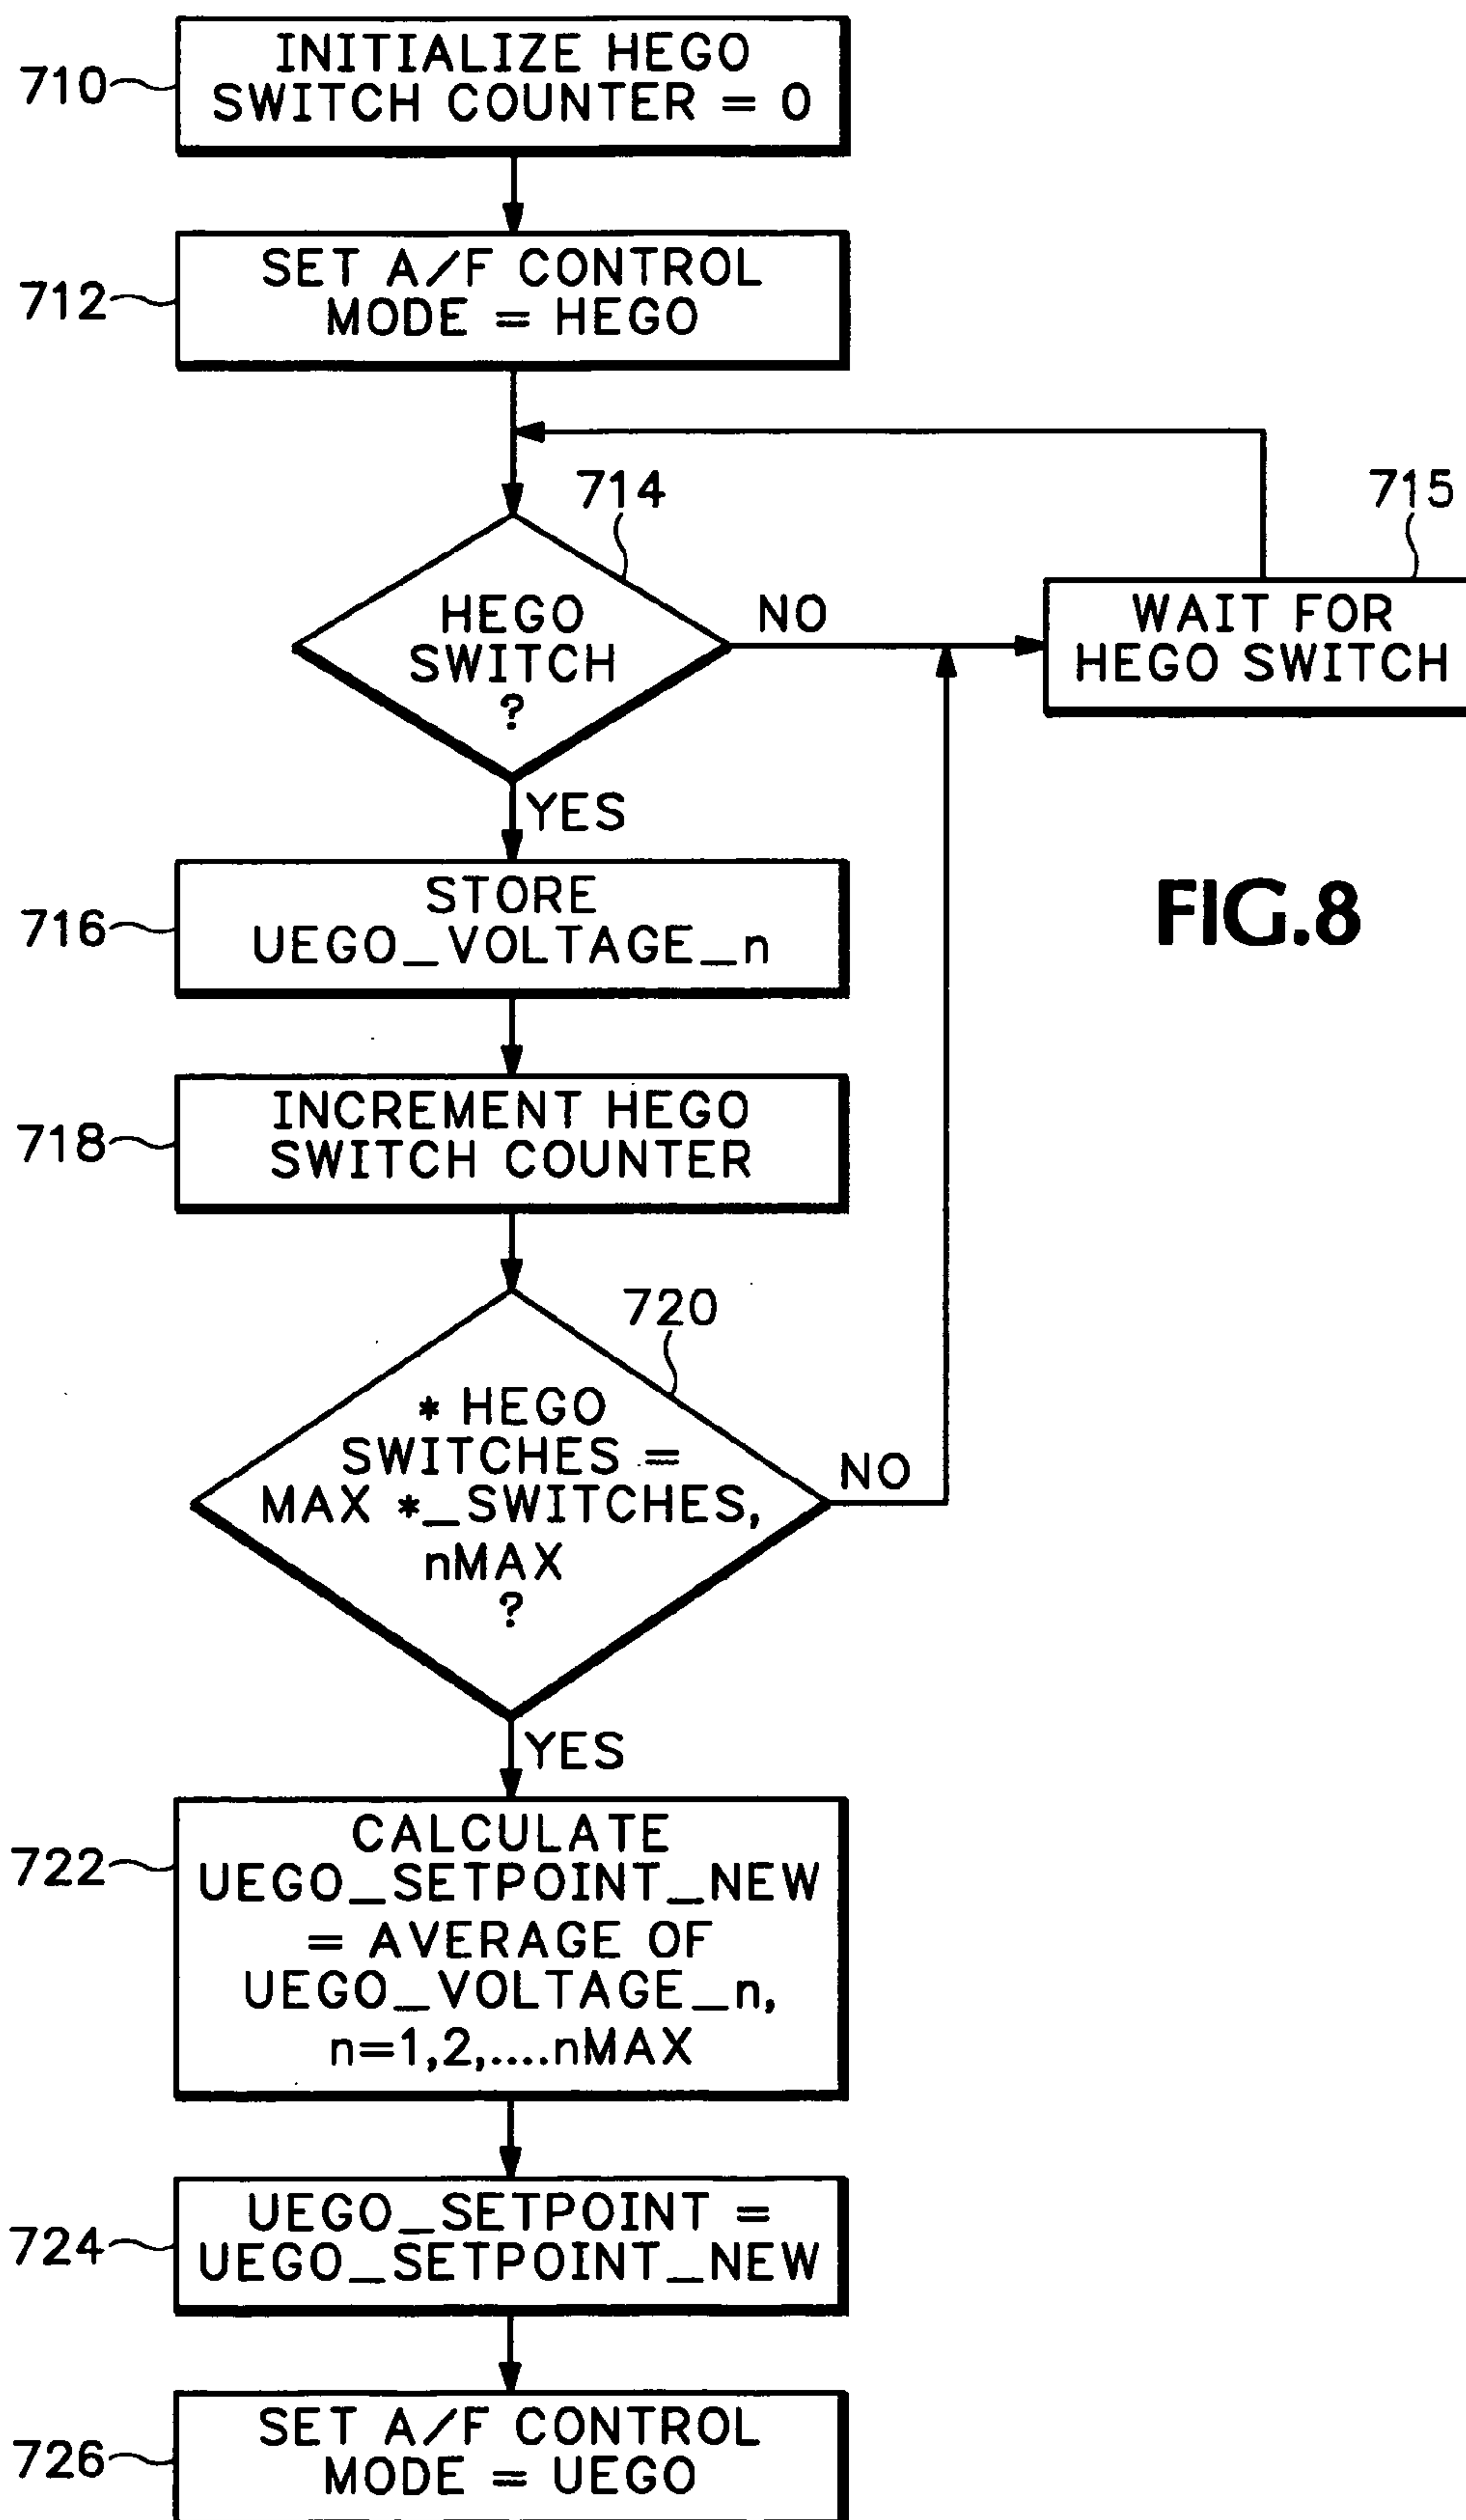 INITIALIZE HEGO
SWITCH COUNTER = 0
710
SET A/F CONTROL
MODE = HEGO
712
714
HEGO
SWITCH
?
NO
715
WAIT FOR
HEGO SWITCH
YES
STORE
UEGO_VOLTAGE_n
716
FIG.8
INCREMENT HEGO
SWITCH COUNTER
718
720
* HEGO
SWITCHES =
MAX *_SWITCHES,
nMAX
?
NO
YES
CALCULATE
UEGO_SETPOINT_NEW
= AVERAGE OF
UEGO_VOLTAGE_n,
n=1,2,....nMAX
722
UEGO_SETPOINT =
UEGO_SETPOINT_NEW
724
SET A/F CONTROL
MODE = UEGO
726